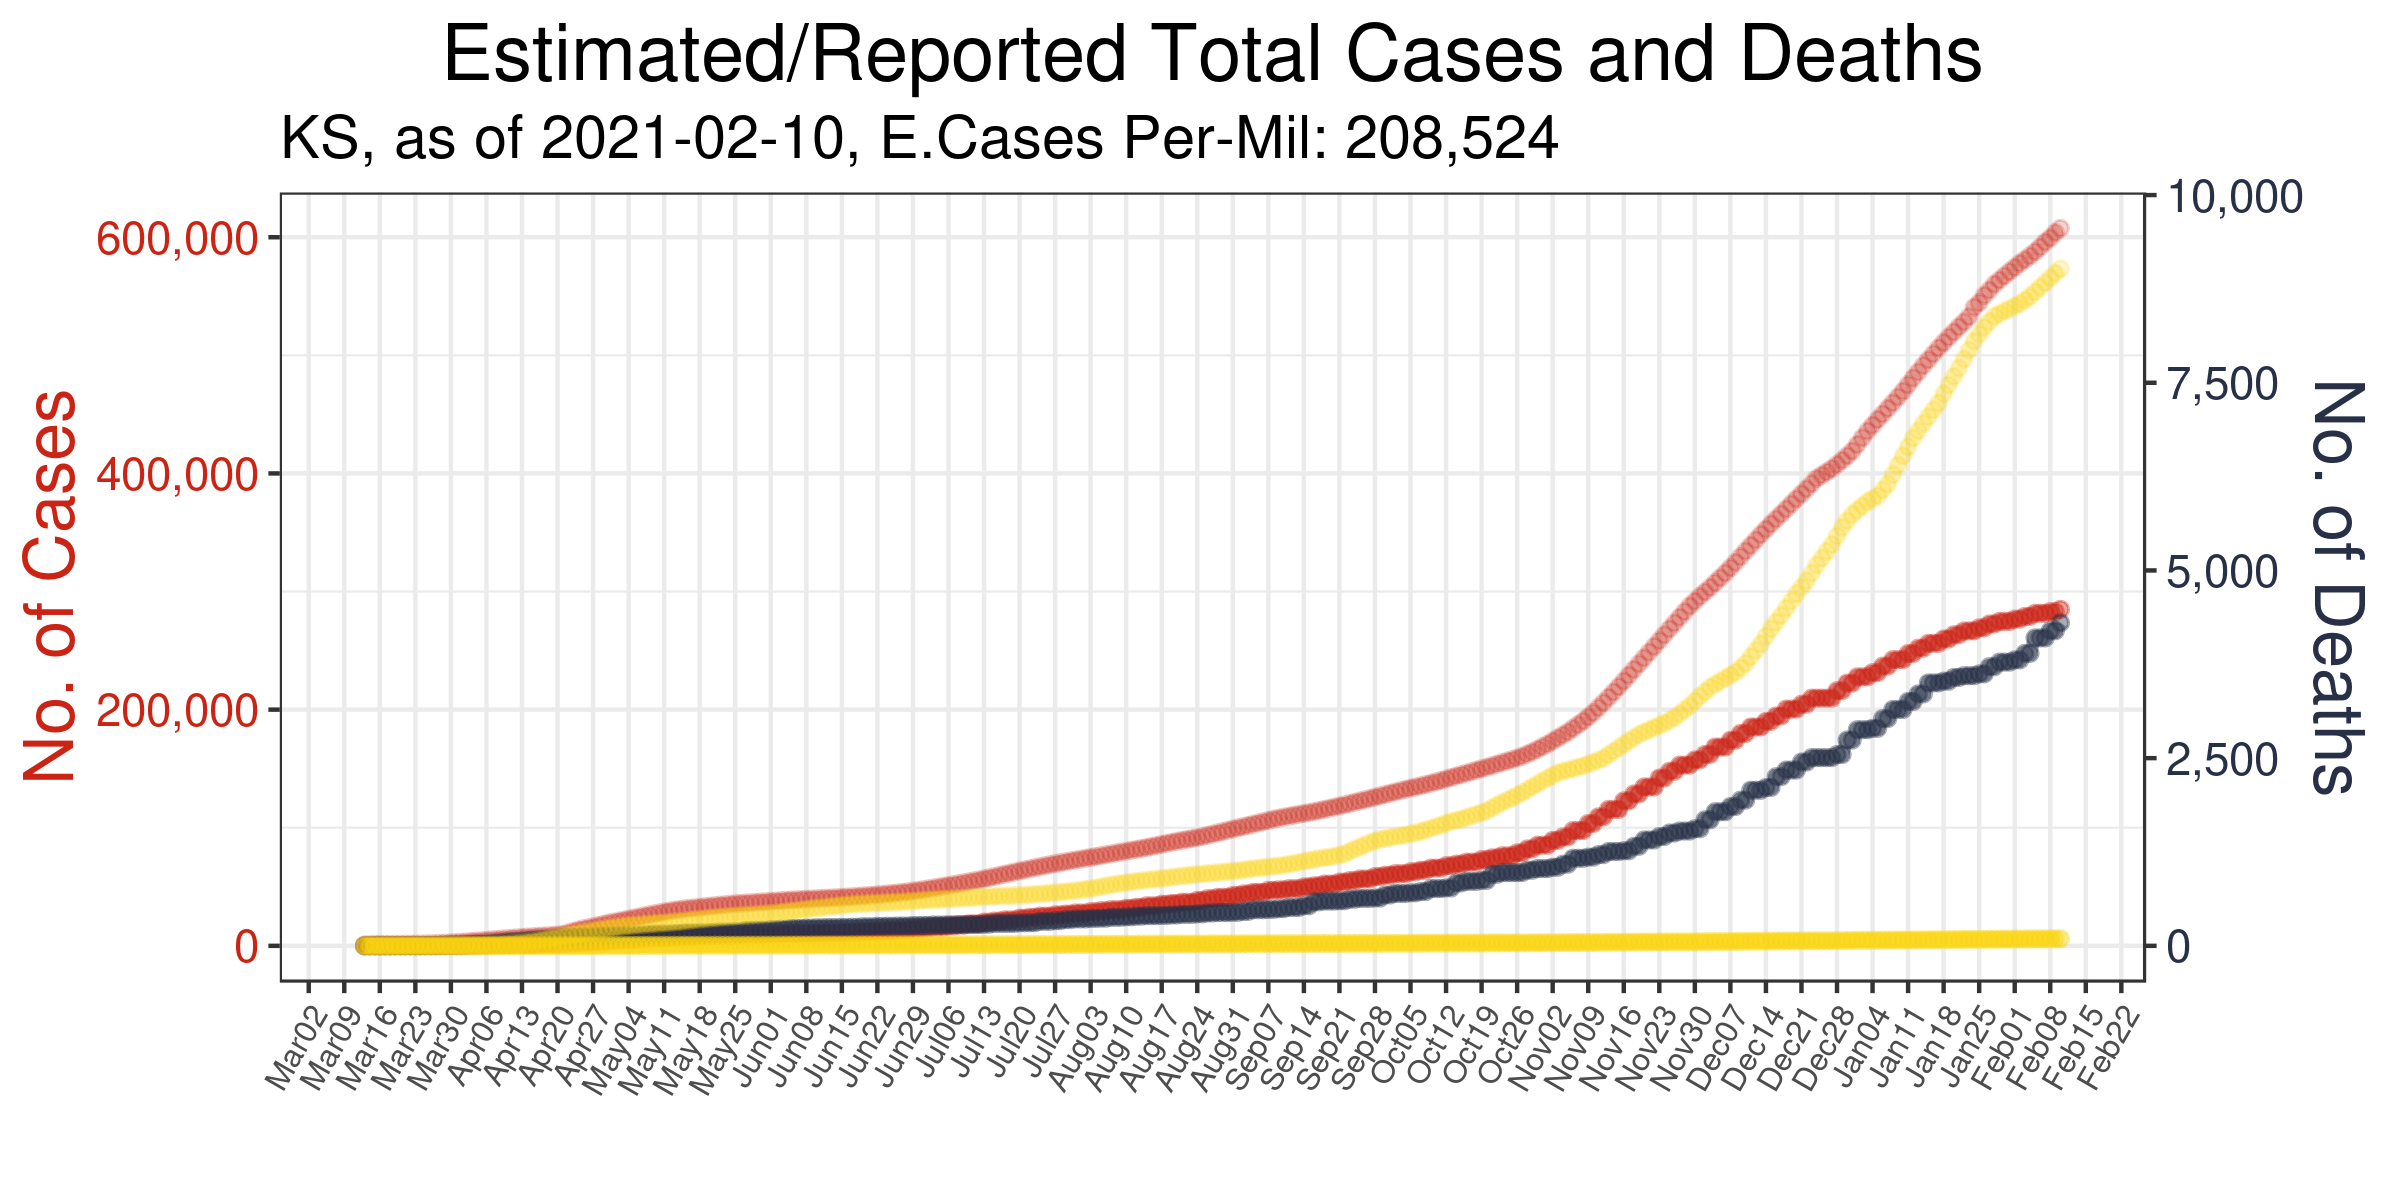 Estimated/Reported Total Cases and Deaths
KS, as of 2021-02-10, E.Cases Per-Mil: 208,524
No. of Cases
600,000
400,000
200,000
0
10,000
7,500
5,000
2,500
0
No. of Deaths
Mar02
Mar09
Mar16
Mar23
Mar30
Apr06
Apr13
Apr20
Apr27
May04
May11
May18
May25
Jun01
Jun08
Jun15
Jun22
Jun29
Jul06
Jul13
Jul20
Jul27
Aug03
Aug10
Aug17
Aug24
Aug31
Sep07
Sep14
Sep21
Sep28
Oct05
Oct12
Oct19
Oct26
Nov02
Nov09
Nov16
Nov23
Nov30
Dec07
Dec14
Dec21
Dec28
Jan04
Jan11
Jan18
Jan25
Feb01
Feb08
Feb15
Feb22